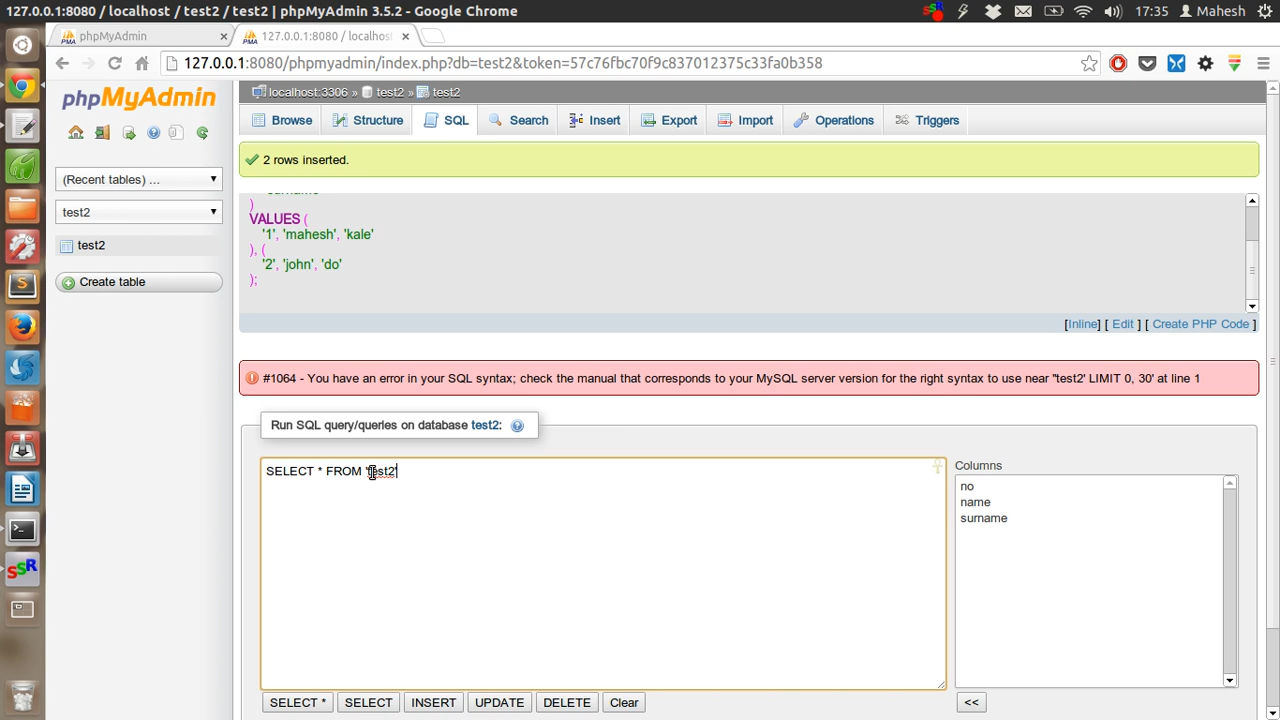 127.0.0.1:8080 / localhost / test2 / test2 | phpMyAdmin 3.5.2 - Google Chrome
17:35
Mahesh
phpMyAdmin
127.0.0.1:8080 / localhos
127.0.0.1:8080/phpmyadmin/index.php?db=test2&token=57c76fbc70f9c837012375c33fa0b358
phpMyAdmin
localhost:3306 » test2 » test2
Browse
Structure
SQL
Search
Insert
Export
Import
Operations
Triggers
2 rows inserted.
(Recent tables) ...
test2
test2
Create table
)
VALUES (
'1', 'mahesh', 'kale'
), (
'2', 'john', 'do'
);
[Inline] [ Edit ] [ Create PHP Code ]
#1064 - You have an error in your SQL syntax; check the manual that corresponds to your MySQL server version for the right syntax to use near ''test2' LIMIT 0, 30' at line 1
Run SQL query/queries on database test2:
SELECT * FROM 'test2'
Columns
no
name
surname
SELECT *
SELECT
INSERT
UPDATE
DELETE
Clear
<<